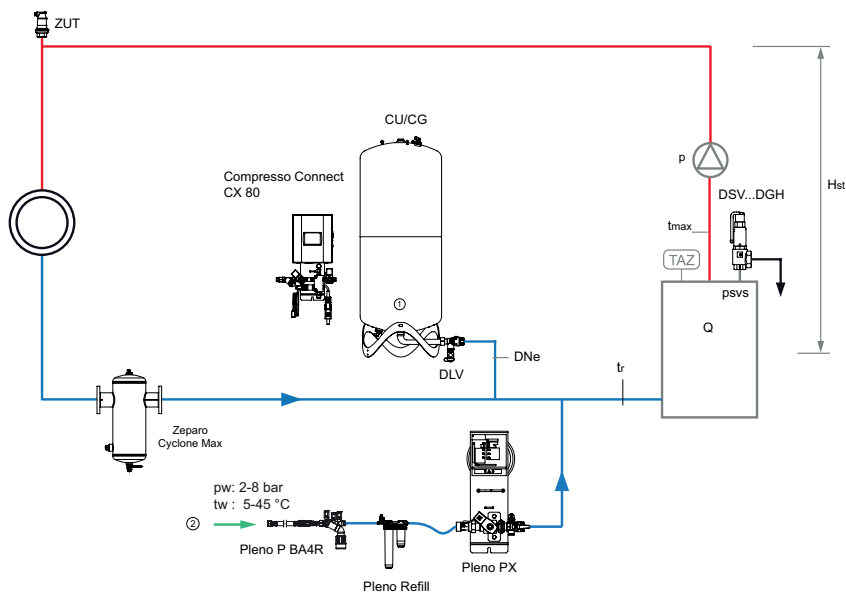 ZUT
CU/CG
Compresso Connect
CX 80
p
Hst
DSV...DGH
tmax
TAZ
psvs
1
Q
DNe
DLV
tr
Zeparo
Cyclone Max
pw: 2-8 bar
tw : 5-45 °C
2
Pleno P BA4R
Pleno Refill
Pleno PX